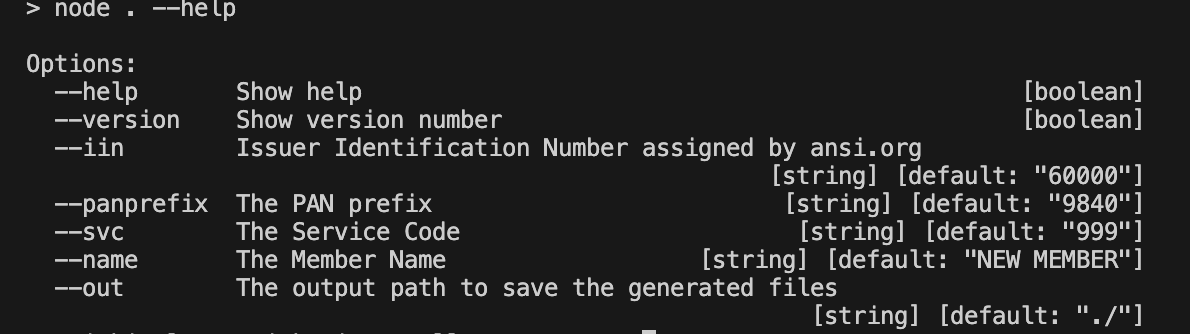 > node . --help
Options:
--help Show help [boolean]
--version Show version number [boolean]
--iin Issuer Identification Number assigned by ansi.org
[string] [default: "60000"]
--panprefix The PAN prefix [string] [default: "9840"]
--svc The Service Code [string] [default: "999"]
--name The Member Name [string] [default: "NEW MEMBER"]
--out The output path to save the generated files
[string] [default: "./"]